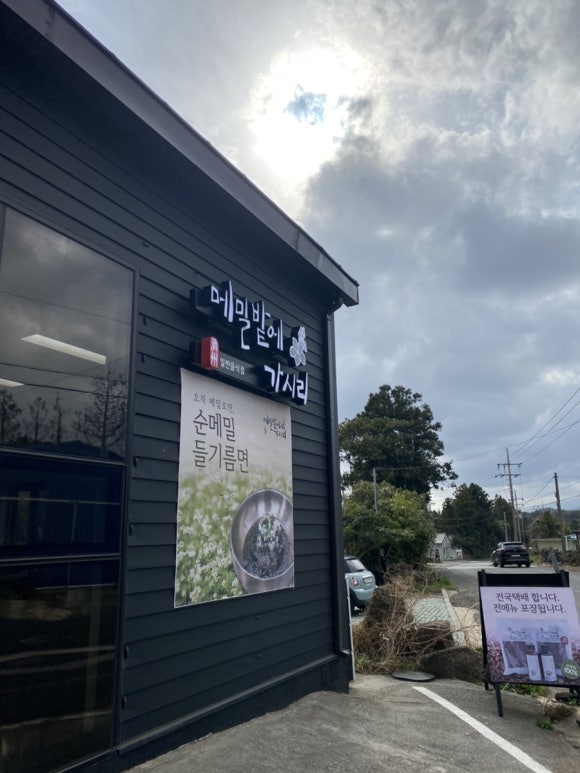 메밀밭에
가시리
일반음식점
오직 메밀로만,
순메밀
들기름면
메밀밭에
가시리
전국택배 합니다.
전메뉴 포장됩니다.
100%